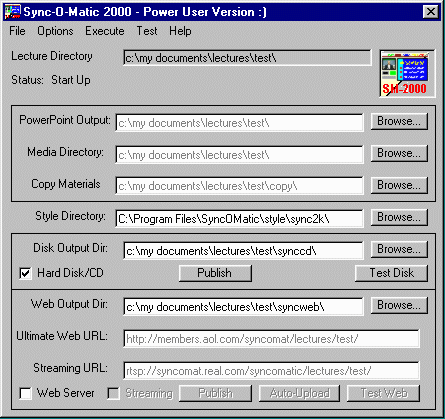 Sync-O-Matic 2000 - Power User Version :)
File Options Execute Test Help
Lecture Directory c:\my documents\lectures\test\
Status: Start Up
SM-2000
PowerPoint Output: c:\my documents\lectures\test\ Browse...
Media Directory: c:\my documents\lectures\test\ Browse...
Copy Materials c:\my documents\lectures\test\copy\ Browse...
Style Directory: C:\Program Files\SyncOMatic\style\sync2k\ Browse...
Disk Output Dir: c:\my documents\lectures\test\synccd\ Browse...
Hard Disk/CD Publish Test Disk
Web Output Dir: c:\my documents\lectures\test\syncweb\ Browse...
Ultimate Web URL: http://members.aol.com/syncomat/lectures/test/
Streaming URL: rtsp://syncomat.real.com/syncomatic/lectures/test/
Web Server Streaming Publish Auto-Upload Test Web